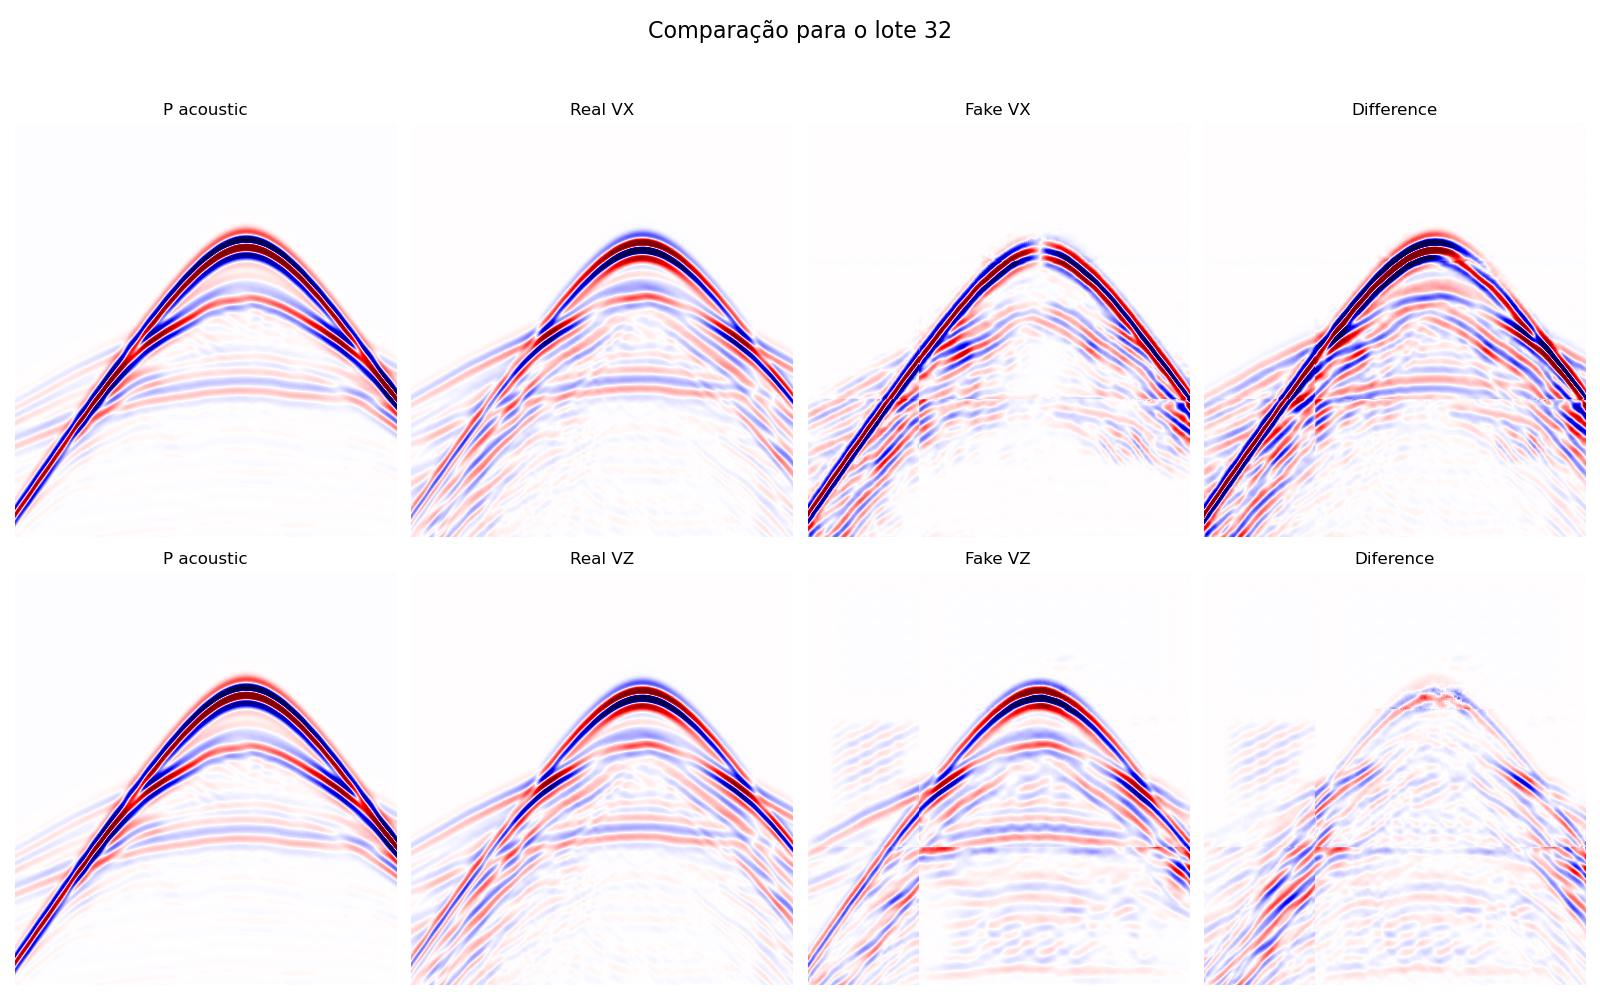 Comparação para o lote 32
P acoustic
Real VX
Fake VX
Difference
P acoustic
Real VZ
Fake VZ
Diference